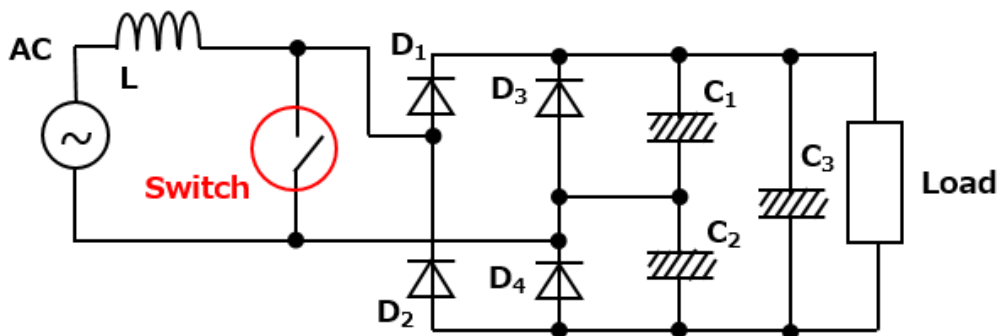 AC
L
Switch
~
D₁
D₂
D₃
D₄
C₁
C₂
C₃
Load